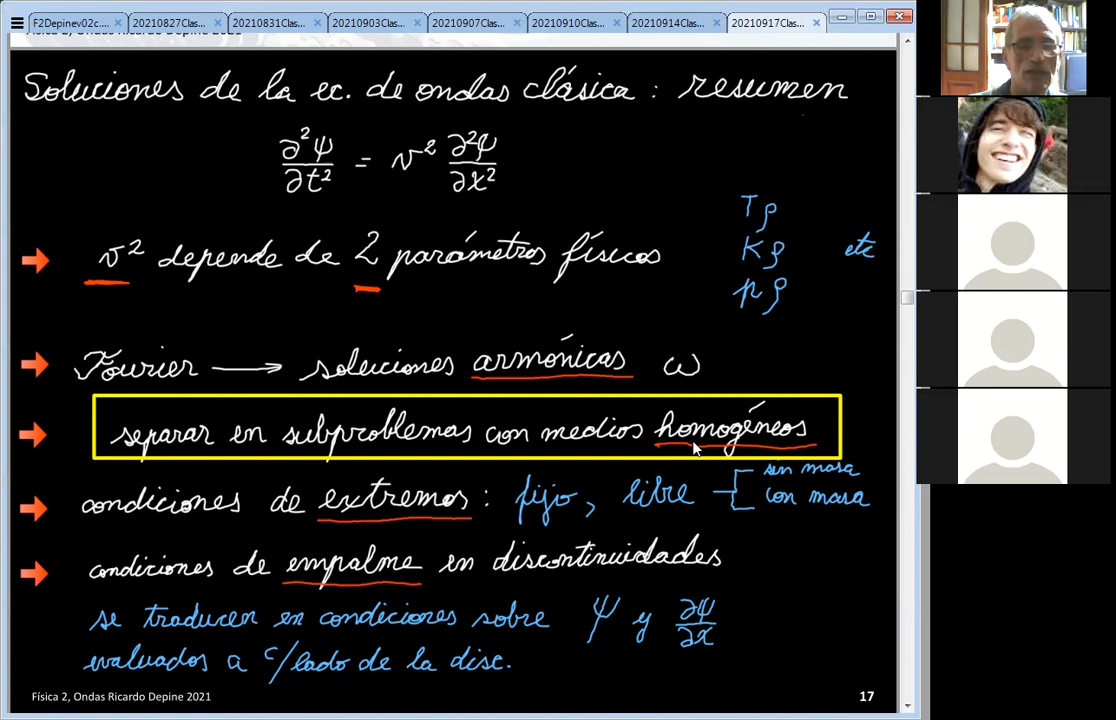 F2Depinev02c.... 20210827Clas... 20210831Clas... 20210903Clas... 20210907Clas... 20210910Clas... 20210914Clas... 20210917Clas...
Soluciones de la ec. de ondas clásica : resumen
∂²ψ/∂t² = v² ∂²ψ/∂x²
T ρ
v² depende de 2 parámetros físicos K ρ etc
p ρ
Fourier ⟶ soluciones armónicas ω
separar en subproblemas con medios homogéneos
condiciones de extremos : fijo, libre sin masa
con masa
condiciones de empalme en discontinuidades
se traducen en condiciones sobre ψ y ∂ψ/∂x
evaluados a c/lado de la disc.
Física 2, Ondas Ricardo Depine 2021 17